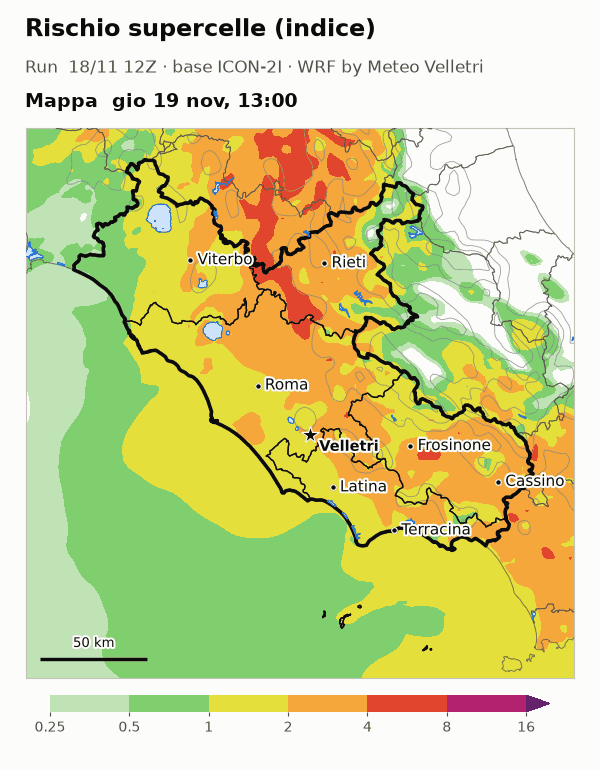 Rischio supercelle (indice)
Run  18/11 12Z · base ICON-2I · WRF by Meteo Velletri
Mappa  gio 19 nov, 13:00
Viterbo
Rieti
Roma
Velletri
Frosinone
Cassino
Latina
Terracina
50 km
0.25 0.5 1 2 4 8 16